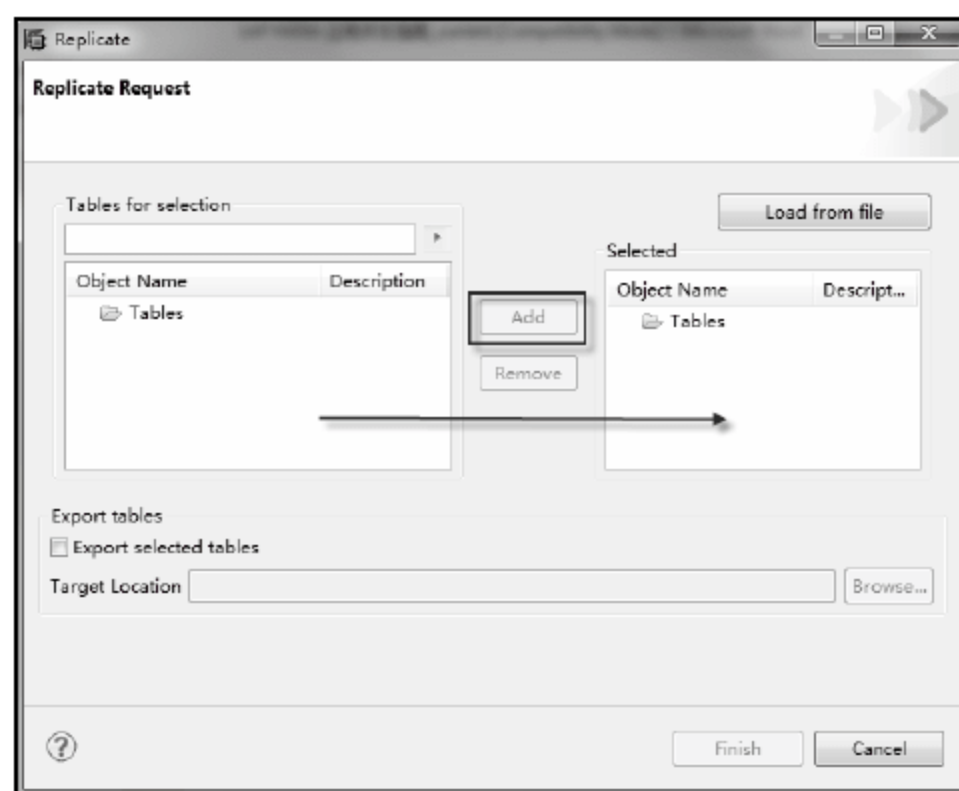 Replicate
Replicate Request
Tables for selection
Load from file
Selected
Object Name Description
Object Name Descript...
Tables
Add
Tables
Remove
Export tables
Export selected tables
Target Location Browse...
?
Finish Cancel